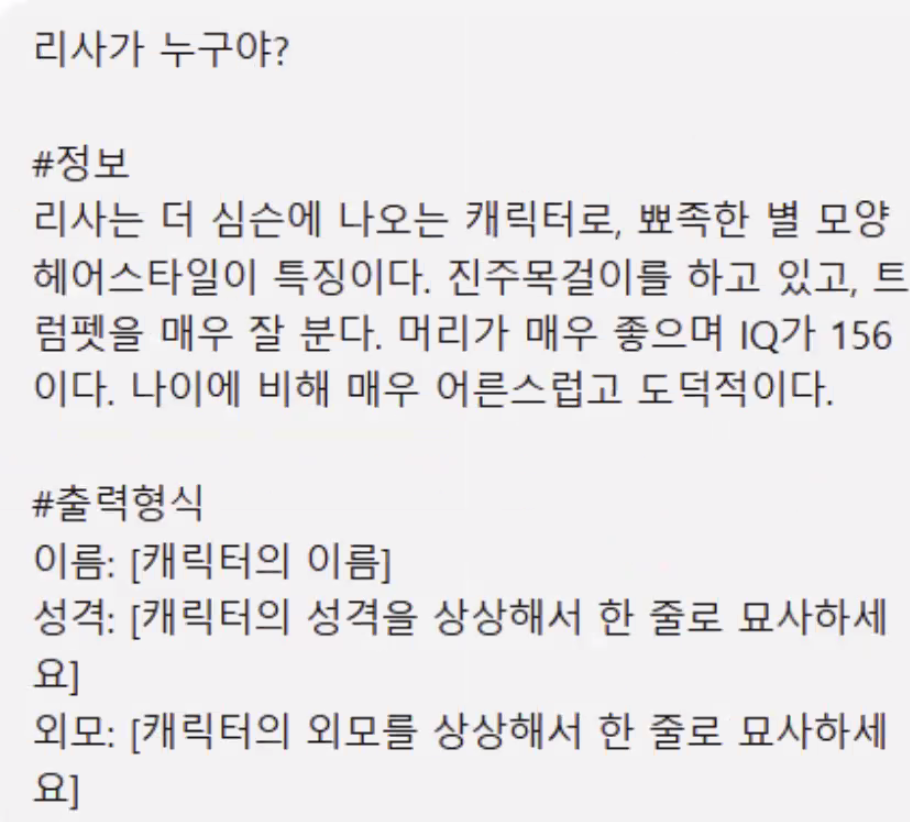 리사가 누구야?
#정보
리사는 더 심슨에 나오는 캐릭터로, 뾰족한 별 모양
헤어스타일이 특징이다. 진주목걸이를 하고 있고, 트
럼펫을 매우 잘 분다. 머리가 매우 좋으며 IQ가 156
이다. 나이에 비해 매우 어른스럽고 도덕적이다.
#출력형식
이름: [캐릭터의 이름]
성격: [캐릭터의 성격을 상상해서 한 줄로 묘사하세
요]
외모: [캐릭터의 외모를 상상해서 한 줄로 묘사하세
요]